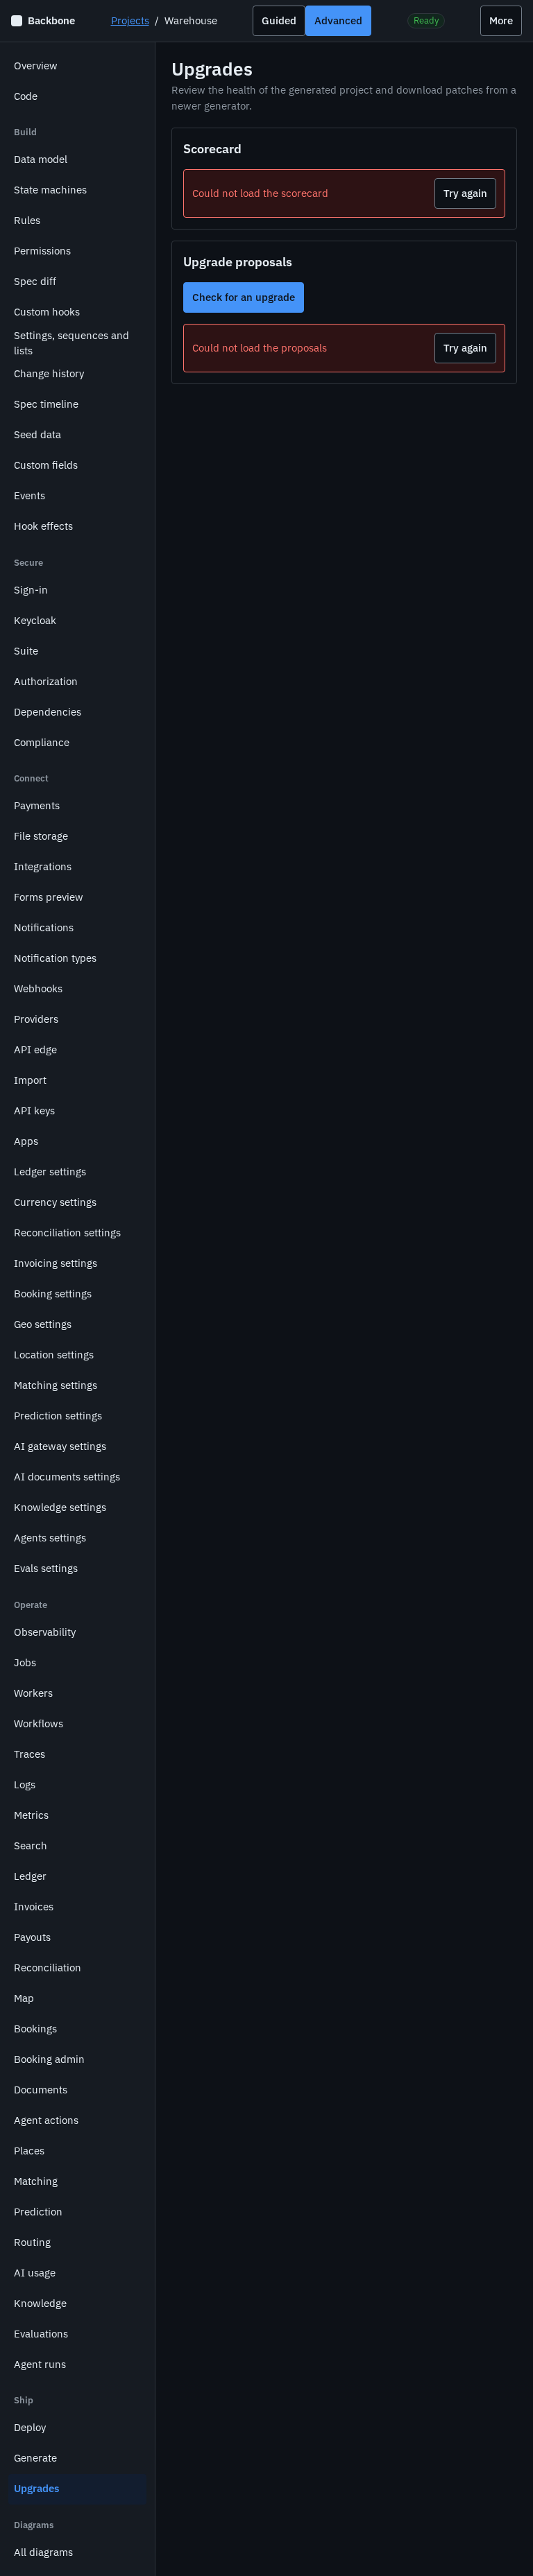 Backbone
Projects / Warehouse
Guided
Advanced
Ready
More
Overview
Code
Build
Data model
State machines
Rules
Permissions
Spec diff
Custom hooks
Settings, sequences and
lists
Change history
Spec timeline
Seed data
Custom fields
Events
Hook effects
Secure
Sign-in
Keycloak
Suite
Authorization
Dependencies
Compliance
Connect
Payments
File storage
Integrations
Forms preview
Notifications
Notification types
Webhooks
Providers
API edge
Import
API keys
Apps
Ledger settings
Currency settings
Reconciliation settings
Invoicing settings
Booking settings
Geo settings
Location settings
Matching settings
Prediction settings
AI gateway settings
AI documents settings
Knowledge settings
Agents settings
Evals settings
Operate
Observability
Jobs
Workers
Workflows
Traces
Logs
Metrics
Search
Ledger
Invoices
Payouts
Reconciliation
Map
Bookings
Booking admin
Documents
Agent actions
Places
Matching
Prediction
Routing
AI usage
Knowledge
Evaluations
Agent runs
Ship
Deploy
Generate
Upgrades
Diagrams
All diagrams
Upgrades
Review the health of the generated project and download patches from a
newer generator.
Scorecard
Could not load the scorecard
Try again
Upgrade proposals
Check for an upgrade
Could not load the proposals
Try again